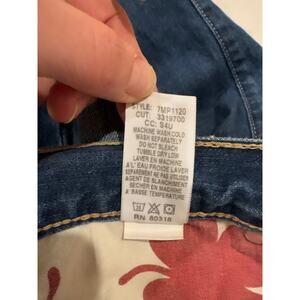 STYLE: 7MP1120
CUT: 3319700
CC: S4U
MACHINE WASH COLD
WASH SEPARATELY
DO NOT BLEACH
TUMBLE DRY LOW
LAVER EN MACHINE
A'L' EAU FROIDE LAVER
SEPAREMENT NE PAS UTILISER
AGENT DE BLANCHIMENT
SÉCHER EN MACHINE
A' BASSE TEMPERATURE
RN 80318